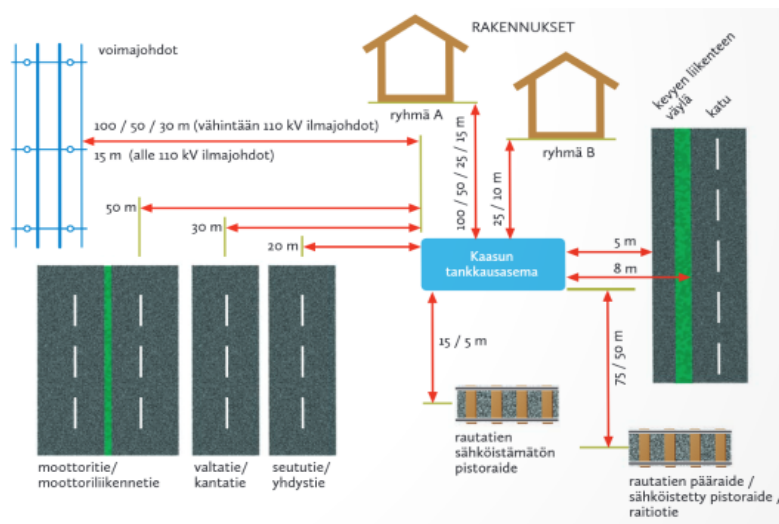 voimajohdot
RAKENNUKSET
ryhmä A
ryhmä B
100 / 50 / 30 m (vähintään 110 kV ilmajohdot)
15 m (alle 110 kV ilmajohdot)
50 m
30 m
20 m
100 / 50 / 25 / 15 m
25 / 10 m
kevyen liikenteen
väylä
katu
Kaasun
tankkausasema
5 m
8 m
15 / 5 m
75 / 50 m
moottoritie/
moottoriliikennetie
valtatie/
kantatie
seututie/
yhdystie
rautatien
sähköistämätön
pistoraide
rautatien pääraide /
sähköistetty pistoraide /
raitiotie